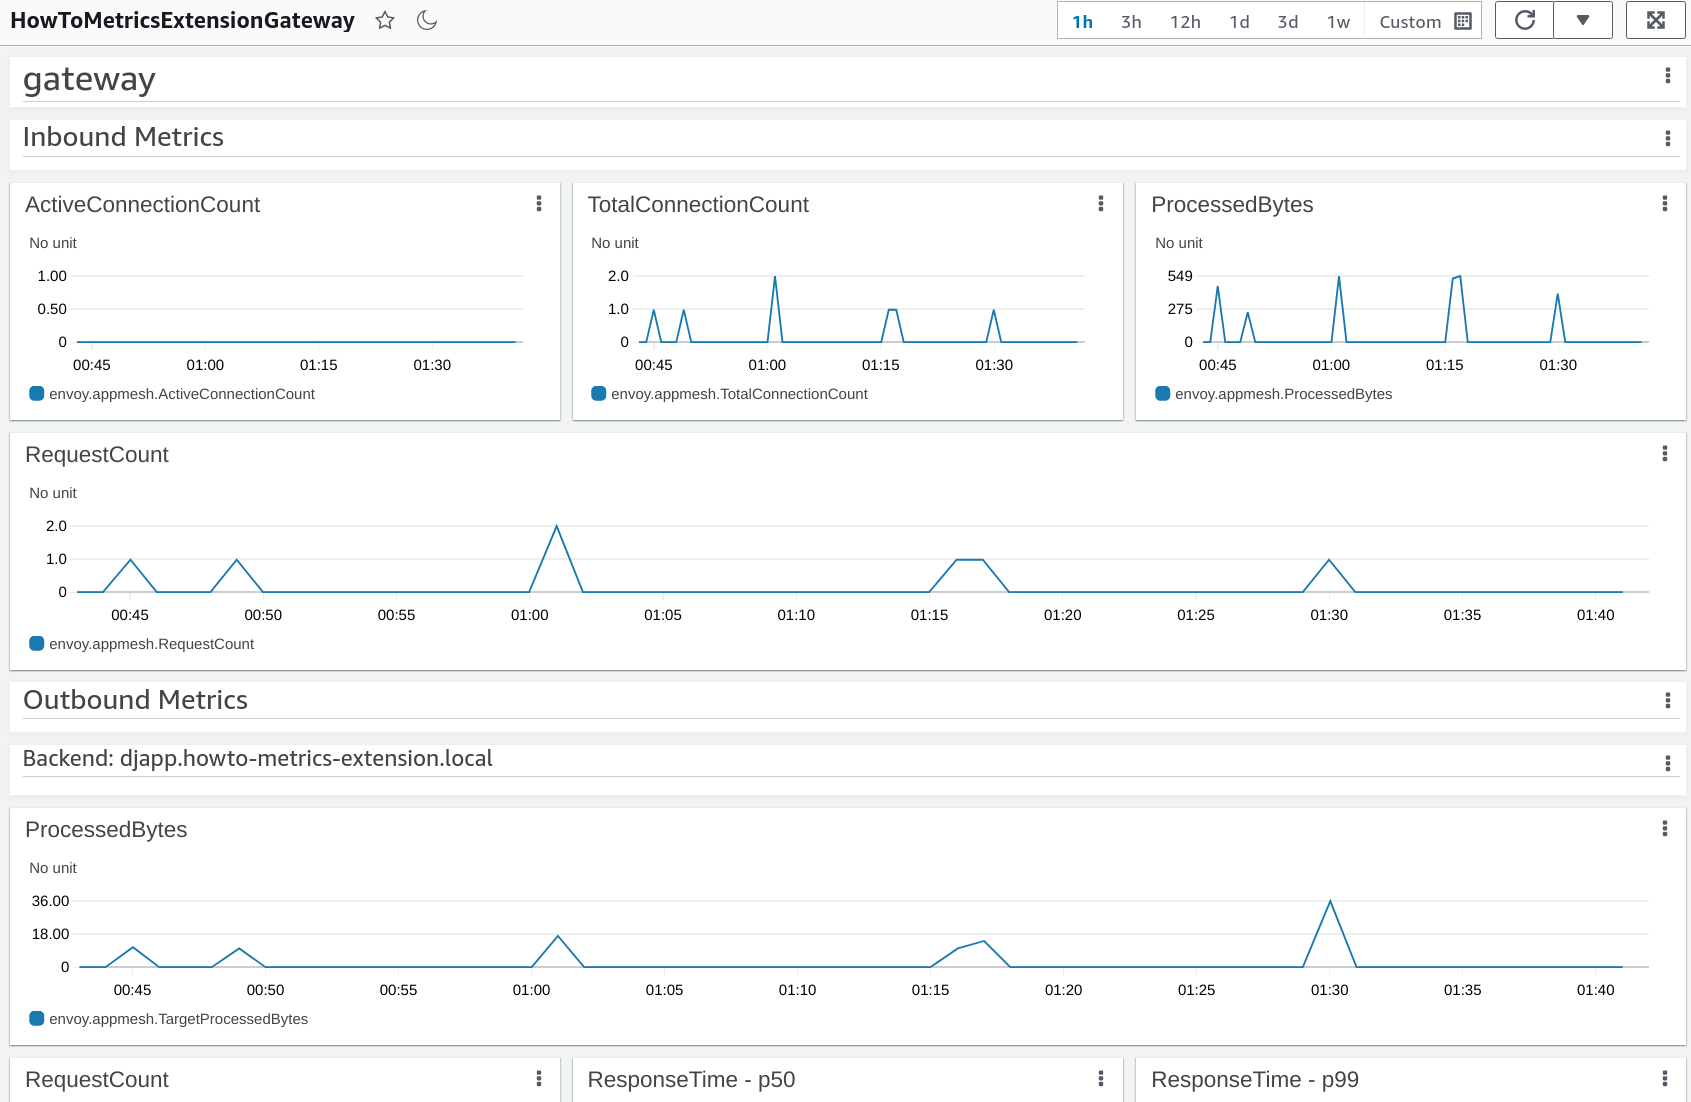 HowToMetricsExtensionGateway
1h 3h 12h 1d 3d 1w Custom
gateway
Inbound Metrics
ActiveConnectionCount
No unit
1.00
0.50
0
00:45 01:00 01:15 01:30
envoy.appmesh.ActiveConnectionCount
TotalConnectionCount
No unit
2.0
1.0
0
00:45 01:00 01:15 01:30
envoy.appmesh.TotalConnectionCount
ProcessedBytes
No unit
549
275
0
00:45 01:00 01:15 01:30
envoy.appmesh.ProcessedBytes
RequestCount
No unit
2.0
1.0
0
00:45 00:50 00:55 01:00 01:05 01:10 01:15 01:20 01:25 01:30 01:35 01:40
envoy.appmesh.RequestCount
Outbound Metrics
Backend: djapp.howto-metrics-extension.local
ProcessedBytes
No unit
36.00
18.00
0
00:45 00:50 00:55 01:00 01:05 01:10 01:15 01:20 01:25 01:30 01:35 01:40
envoy.appmesh.TargetProcessedBytes
RequestCount
ResponseTime - p50
ResponseTime - p99